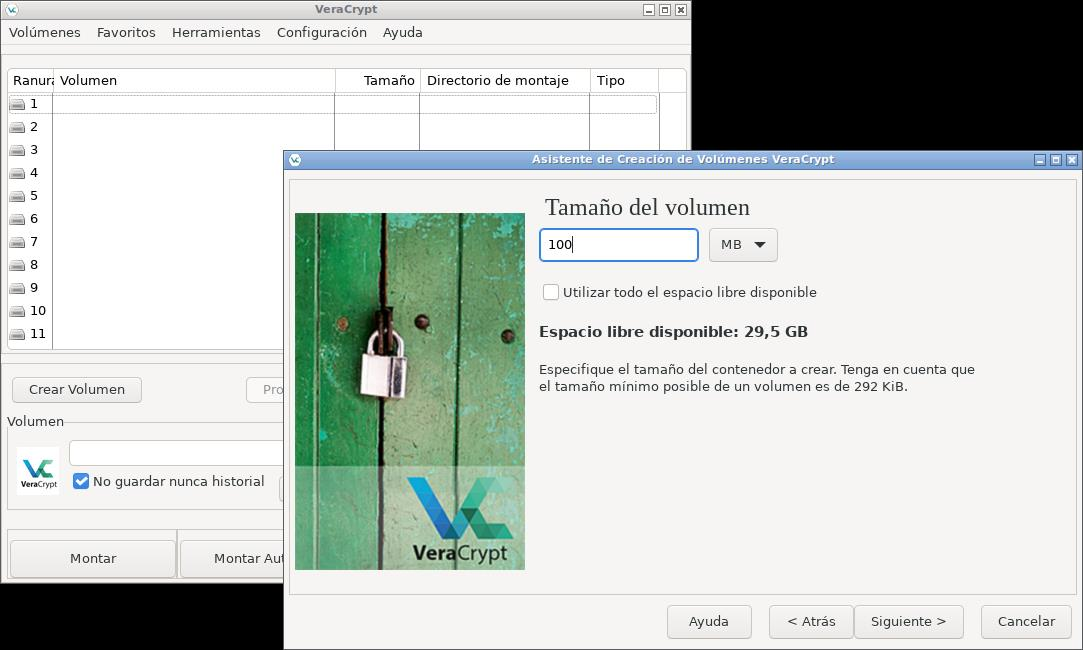 VeraCrypt
Volúmenes Favoritos Herramientas Configuración Ayuda
Ranura Volumen Tamaño Directorio de montaje Tipo
1
2
3
4
5
6
7
8
9
10
11
Crear Volumen Pro
Volumen
VeraCrypt
No guardar nunca historial
Montar Montar Aut
Asistente de Creación de Volúmenes VeraCrypt
Tamaño del volumen
100 MB
Utilizar todo el espacio libre disponible
Espacio libre disponible: 29,5 GB
Especifique el tamaño del contenedor a crear. Tenga en cuenta que
el tamaño mínimo posible de un volumen es de 292 KiB.
VeraCrypt
Ayuda < Atrás Siguiente > Cancelar